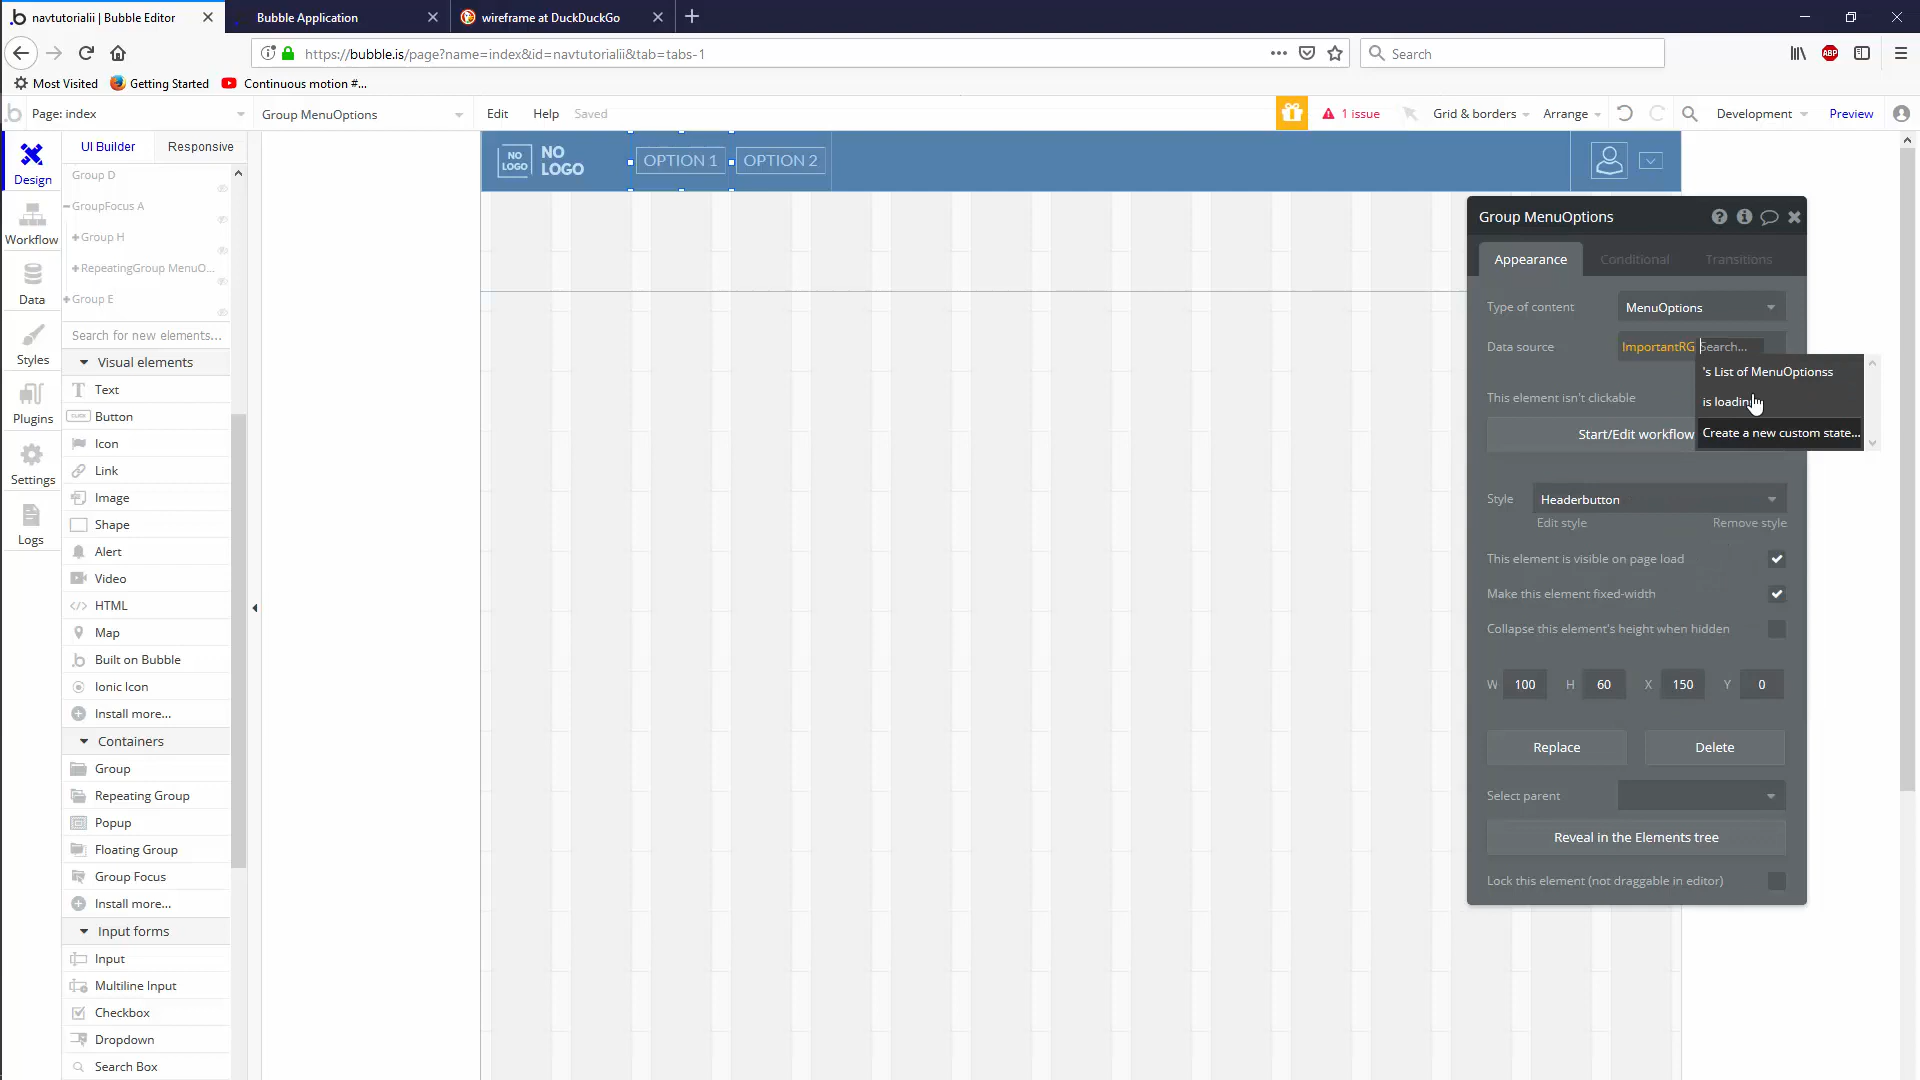 navtutorialii | Bubble Editor
Bubble Application
wireframe at DuckDuckGo
https://bubble.is/page?name=index&id=navtutorialii&tab=tabs-1
Search
Most Visited
Getting Started
Continuous motion #...
Page: index
Group MenuOptions
Edit
Help
Saved
1 issue
Grid & borders
Arrange
Development
Preview
Design
Workflow
Data
Styles
Plugins
Settings
Logs
UI Builder
Responsive
Group D
GroupFocus A
Group H
RepeatingGroup MenuO...
Group E
Search for new elements...
Visual elements
Text
CLICK
Button
Icon
Link
Image
Shape
Alert
Video
HTML
Map
Built on Bubble
Ionic Icon
Install more...
Containers
Group
Repeating Group
Popup
Floating Group
Group Focus
Install more...
Input forms
Input
Multiline Input
Checkbox
Dropdown
Search Box
NO LOGO
NO LOGO
OPTION 1
OPTION 2
Group MenuOptions
Appearance
Conditional
Transitions
Type of content
MenuOptions
Data source
ImportantRG
Search...
's List of MenuOptionss
is loading
Create a new custom state...
This element isn't clickable
Start/Edit workflow
Style
Headerbutton
Edit style
Remove style
This element is visible on page load
Make this element fixed-width
Collapse this element's height when hidden
W 100 H 60 X 150 Y 0
Replace
Delete
Select parent
Reveal in the Elements tree
Lock this element (not draggable in editor)
ABP